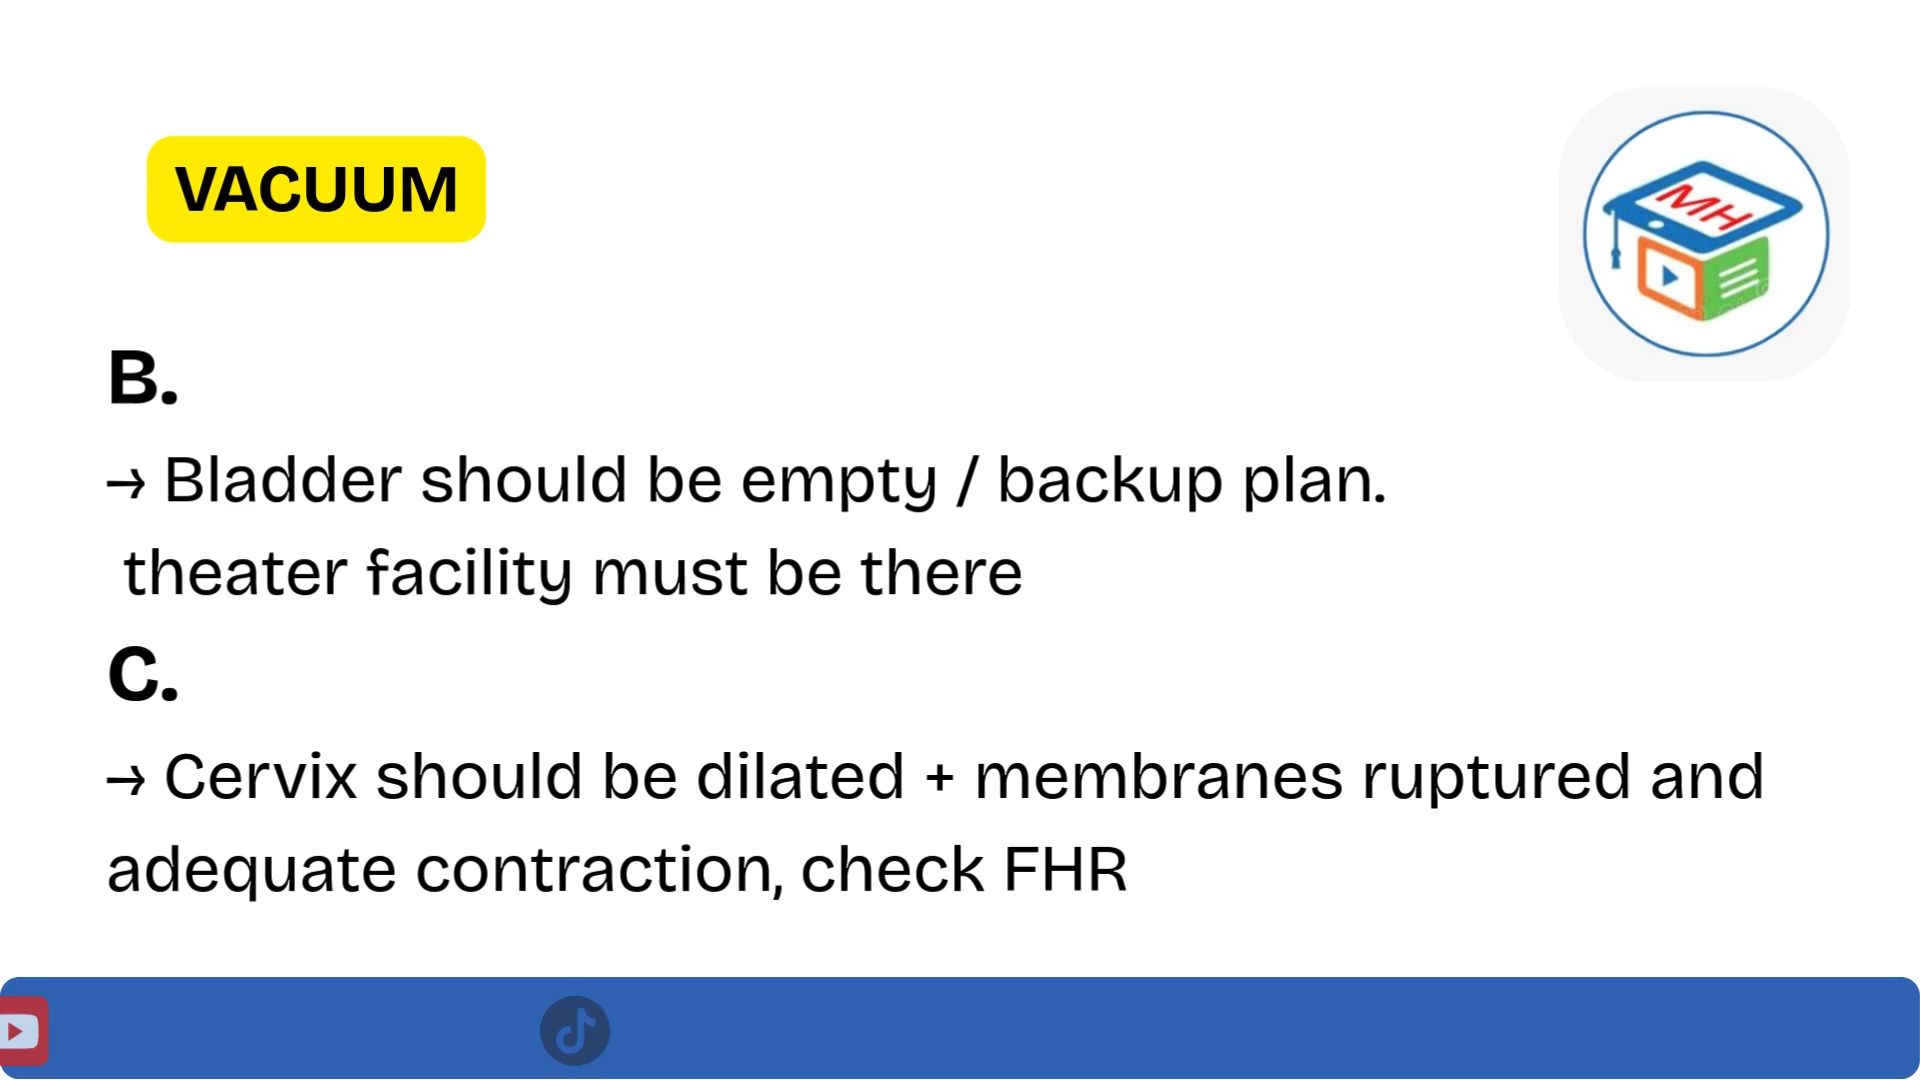 VACUUM
MH
B.
→ Bladder should be empty / backup plan.
theater facility must be there
C.
→ Cervix should be dilated + membranes ruptured and
adequate contraction, check FHR